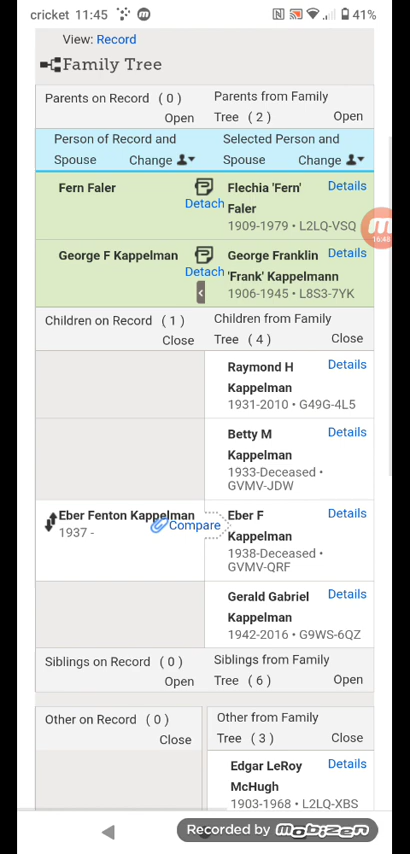 cricket 11:45 41%
View: Record
Family Tree
Parents on Record ( 0 ) Open
Parents from Family Tree ( 2 ) Open
Person of Record and Spouse Change
Selected Person and Spouse Change
Fern Faler
Detach
Flechia 'Fern' Faler Details
1909-1979 • L2LQ-VSQ
16:48
George F Kappelman
Detach
George Franklin 'Frank' Kappelmann Details
1906-1945 • L8S3-7YK
Children on Record ( 1 ) Close
Children from Family Tree ( 4 ) Close
Raymond H Kappelman Details
1931-2010 • G49G-4L5
Betty M Kappelman Details
1933-Deceased • GVMV-JDW
Eber Fenton Kappelman
1937 -
Compare
Eber F Kappelman Details
1938-Deceased • GVMV-QRF
Gerald Gabriel Kappelman Details
1942-2016 • G9WS-6QZ
Siblings on Record ( 0 ) Open
Siblings from Family Tree ( 6 ) Open
Other on Record ( 0 ) Close
Other from Family Tree ( 3 ) Close
Edgar LeRoy McHugh Details
1903-1968 • L2LQ-XBS
Recorded by mobizen